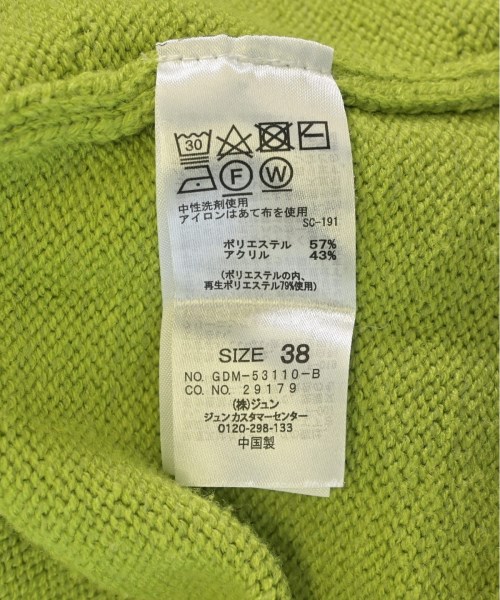 30
F W
中性洗剤使用
アイロンはあて布を使用
SC-191
ポリエステル 57%
アクリル 43%
(ポリエステルの内、
再生ポリエステル79%使用)
SIZE 38
NO. GDM-53110-B
CO. NO. 29179
(株)ジュン
ジュンカスタマーセンター
0120-298-133
中国製